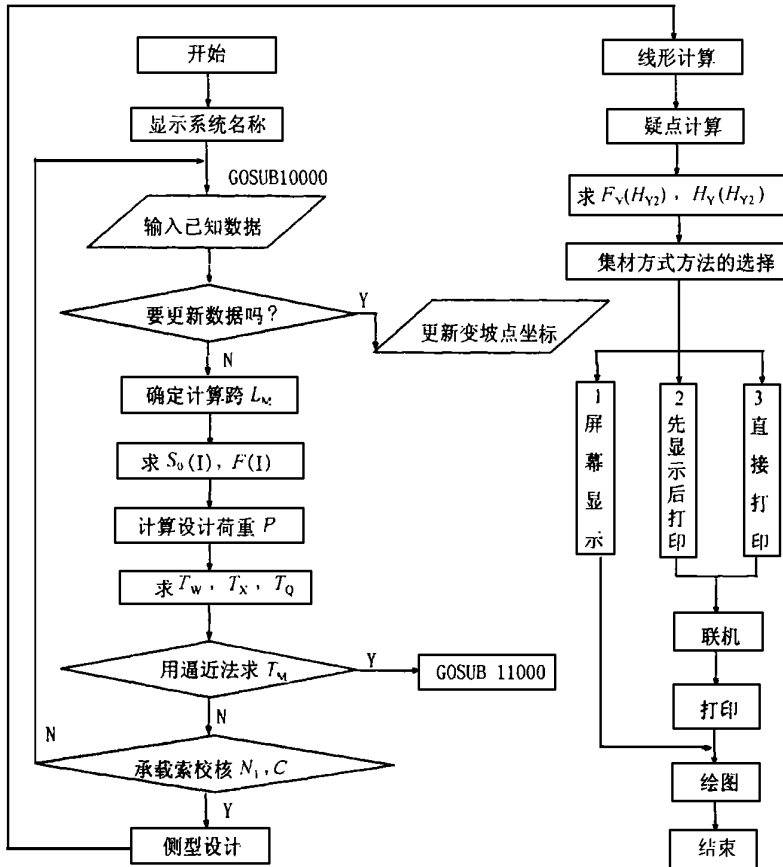 开始
显示系统名称
GOSUB10000
输入已知数据
要更新数据吗?
Y
更新变坡点坐标
N
确定计算跨 L_M
求 S_0(I), F(I)
计算设计荷重 P
求 T_W, T_X, T_Q
用逼近法求 T_M
Y
GOSUB 11000
N
N
承载索校核 N_1, C
Y
侧型设计
线形计算
疑点计算
求 F_Y(H_Y2), H_Y(H_Y2)
集材方式方法的选择
1屏幕显示
2先显示后打印
3直接打印
联机
打印
绘图
结束